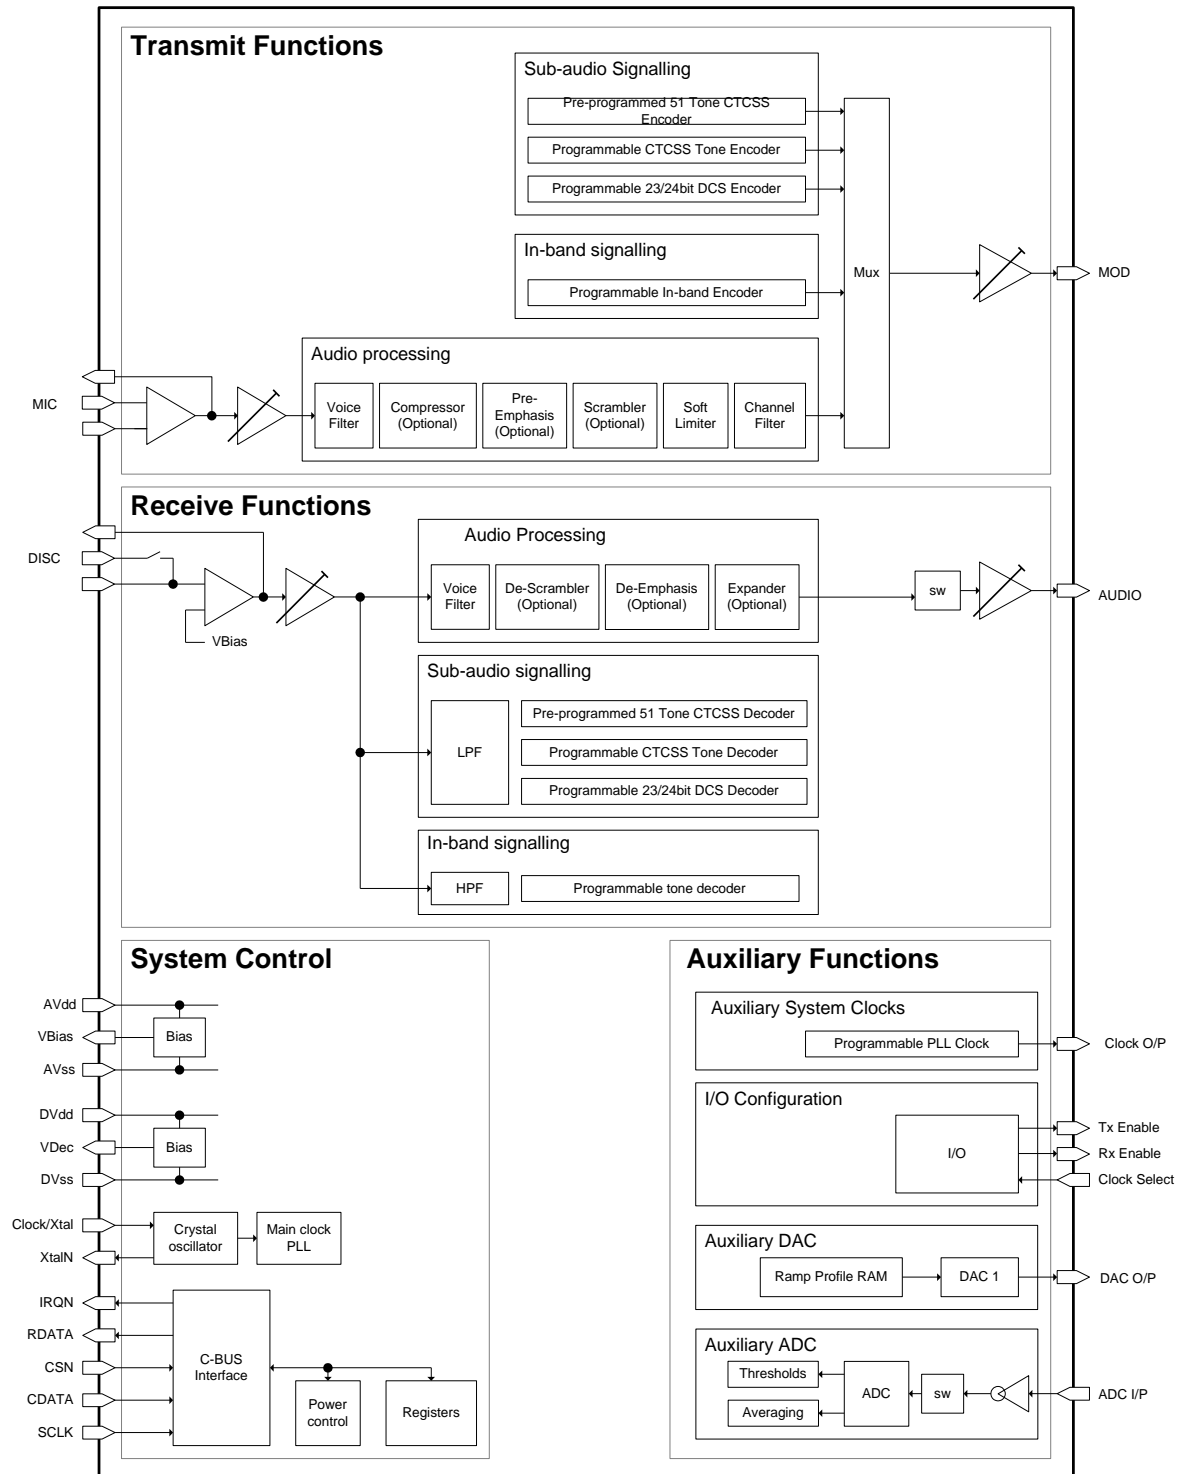 Transmit Functions
Sub-audio Signalling
Pre-programmed 51 Tone CTCSS
Encoder
Programmable CTCSS Tone Encoder
Programmable 23/24bit DCS Encoder
In-band signalling
Programmable In-band Encoder
Mux
MOD
Audio processing
MIC
Voice
Filter
Compressor
(Optional)
Pre-
Emphasis
(Optional)
Scrambler
(Optional)
Soft
Limiter
Channel
Filter
Receive Functions
DISC
VBias
Audio Processing
Voice
Filter
De-Scrambler
(Optional)
De-Emphasis
(Optional)
Expander
(Optional)
sw
AUDIO
Sub-audio signalling
LPF
Pre-programmed 51 Tone CTCSS Decoder
Programmable CTCSS Tone Decoder
Programmable 23/24bit DCS Decoder
In-band signalling
HPF
Programmable tone decoder
System Control
AVdd
VBias
Bias
AVss
DVdd
VDec
Bias
DVss
Clock/Xtal
XtalN
Crystal
oscillator
Main clock
PLL
IRQN
RDATA
CSN
CDATA
SCLK
C-BUS
Interface
Power
control
Registers
Auxiliary Functions
Auxiliary System Clocks
Programmable PLL Clock
Clock O/P
I/O Configuration
I/O
Tx Enable
Rx Enable
Clock Select
Auxiliary DAC
Ramp Profile RAM
DAC 1
DAC O/P
Auxiliary ADC
Thresholds
Averaging
ADC
sw
ADC I/P